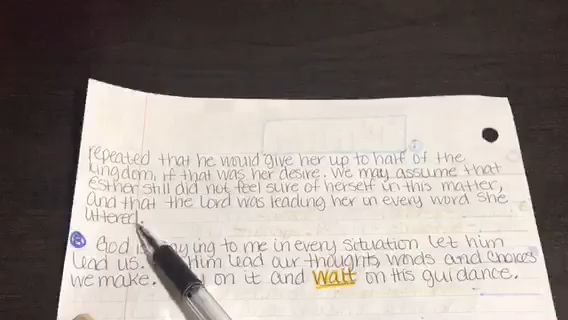 repeated that he would give her up to half of the
kingdom, if that was her desire. We may assume that
Esther still did not feel sure of herself in this matter,
and that the Lord was leading her in every word she
uttered.
God is saying to me in every situation let him
lead us. Him lead our thoughts, words and choices
we make. on it and wait on His guidance.